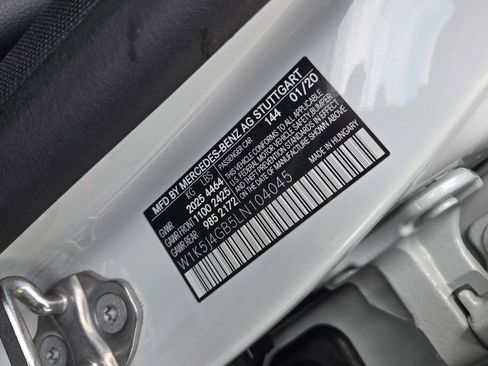 MFD BY MERCEDES-BENZ AG STUTTGART
KG LBS PASSENGER CAR 144 01/20
GVWR 2025 4464
GAWR FRONT 1100 2425
GAWR REAR 985 2172
THIS VEHICLE CONFORMS TO ALL APPLICABLE
FEDERAL MOTOR VEHICLE SAFETY, BUMPER,
AND THEFT PREVENTION STANDARDS IN
EFFECT ON THE DATE OF MANUFACTURE SHOWN ABOVE.
W1K5J4GB5LN104045
MADE IN HUNGARY